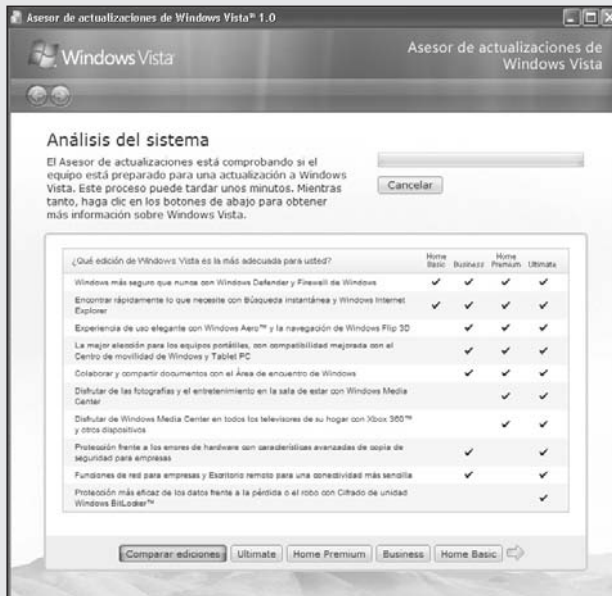 Asesor de actualizaciones de Windows Vista® 1.0
Windows Vista™
Asesor de actualizaciones de
Windows Vista
Análisis del sistema
El Asesor de actualizaciones está comprobando si el
equipo está preparado para una actualización a Windows
Vista. Este proceso puede tardar unos minutos. Mientras
tanto, haga clic en los botones de abajo para obtener
más información sobre Windows Vista.
Cancelar
¿Qué edición de Windows Vista es la más adecuada para usted?
Home Basic
Business
Home Premium
Ultimate
Windows más seguro que nunca con Windows Defender y Firewall de Windows
Encontrar rápidamente lo que necesite con Búsqueda instantánea y Windows Internet
Explorer
Experiencia de uso elegante con Windows Aero™ y la navegación de Windows Flip 3D
La mejor elección para los equipos portátiles, con compatibilidad mejorada con el
Centro de movilidad de Windows y Tablet PC
Colaborar y compartir documentos con el Área de encuentro de Windows
Disfrutar de las fotografías y el entretenimiento en la sala de estar con Windows Media
Center
Disfrutar de Windows Media Center en todos los televisores de su hogar con Xbox 360™
y otros dispositivos
Protección frente a los errores de hardware con características avanzadas de copia de
seguridad para empresas
Funciones de red para empresas y Escritorio remoto para una conectividad más sencilla
Protección más eficaz de los datos frente a la pérdida o el robo con Cifrado de unidad
Windows BitLocker™
Comparar ediciones
Ultimate
Home Premium
Business
Home Basic